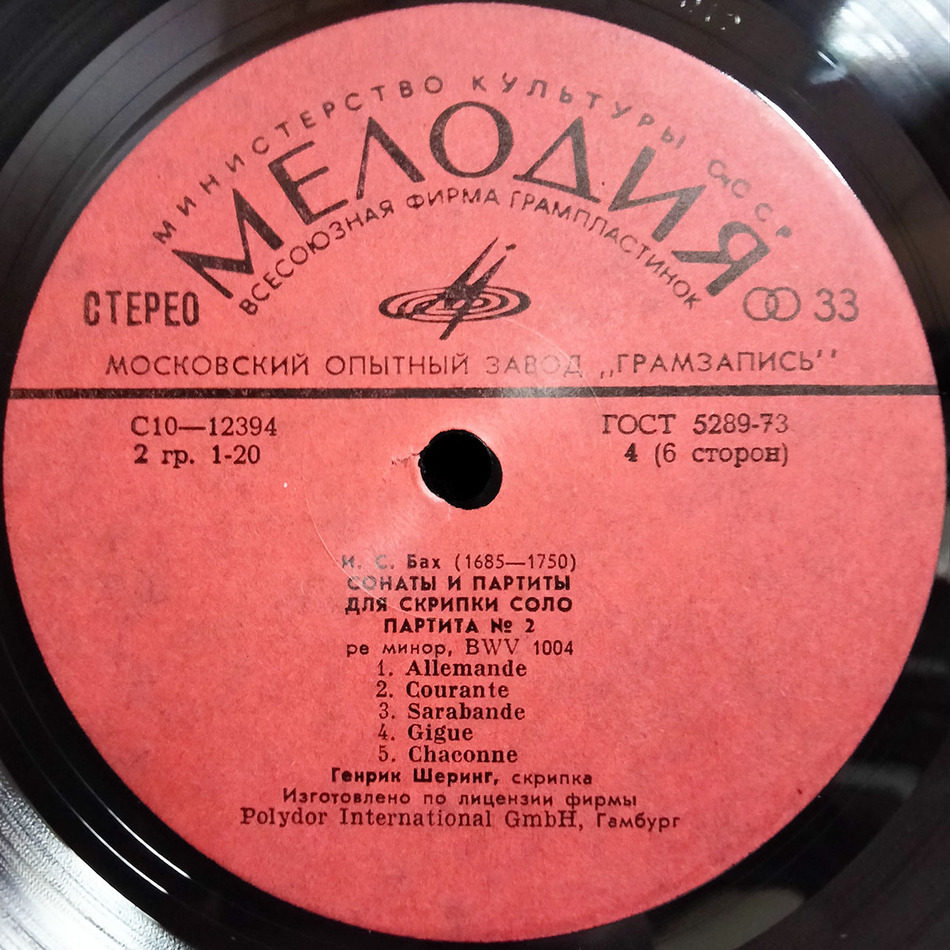 МИНИСТЕРСТВО КУЛЬТУРЫ СССР
МЕЛОДИЯ
ВСЕСОЮЗНАЯ ФИРМА ГРАМПЛАСТИНОК
СТЕРЕО
33
МОСКОВСКИЙ ОПЫТНЫЙ ЗАВОД „ГРАМЗАПИСЬ"
С10—12394
ГОСТ 5289-73
2 гр. 1-20
4 (6 сторон)
И. С. Бах (1685—1750)
СОНАТЫ И ПАРТИТЫ
ДЛЯ СКРИПКИ СОЛО
ПАРТИТА № 2
ре минор, BWV 1004
1. Allemande
2. Courante
3. Sarabande
4. Gigue
5. Chaconne
Генрик Шеринг, скрипка
Изготовлено по лицензии фирмы
Polydor International GmbH, Гамбург